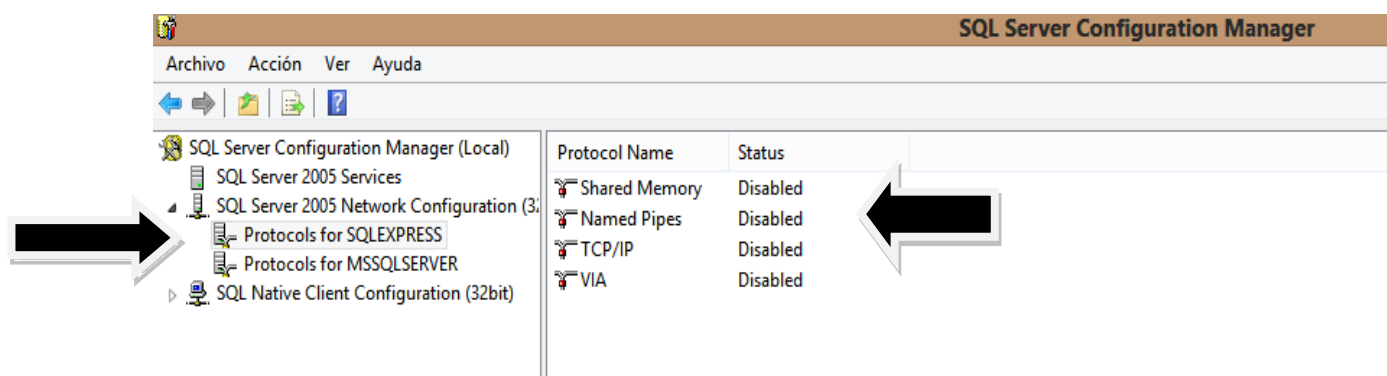 SQL Server Configuration Manager
Archivo Acción Ver Ayuda
SQL Server Configuration Manager (Local)
SQL Server 2005 Services
SQL Server 2005 Network Configuration (32
Protocols for SQLEXPRESS
Protocols for MSSQLSERVER
SQL Native Client Configuration (32bit)
Protocol Name Status
Shared Memory Disabled
Named Pipes Disabled
TCP/IP Disabled
VIA Disabled